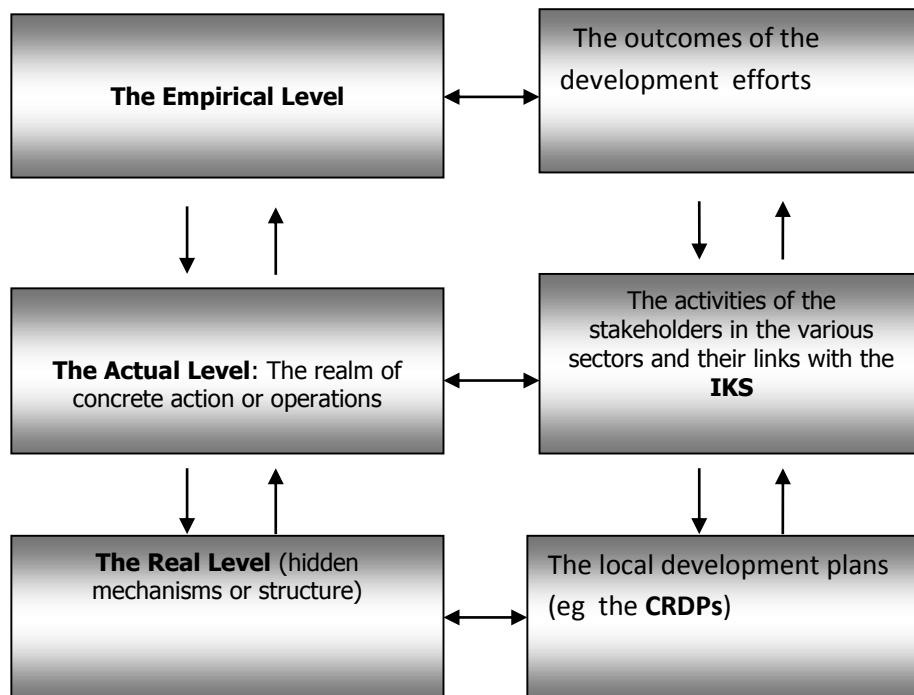 The Empirical Level
The outcomes of the
development efforts
The Actual Level: The realm of
concrete action or operations
The activities of the
stakeholders in the various
sectors and their links with the
IKS
The Real Level (hidden
mechanisms or structure)
The local development plans
(eg the CRDPs)